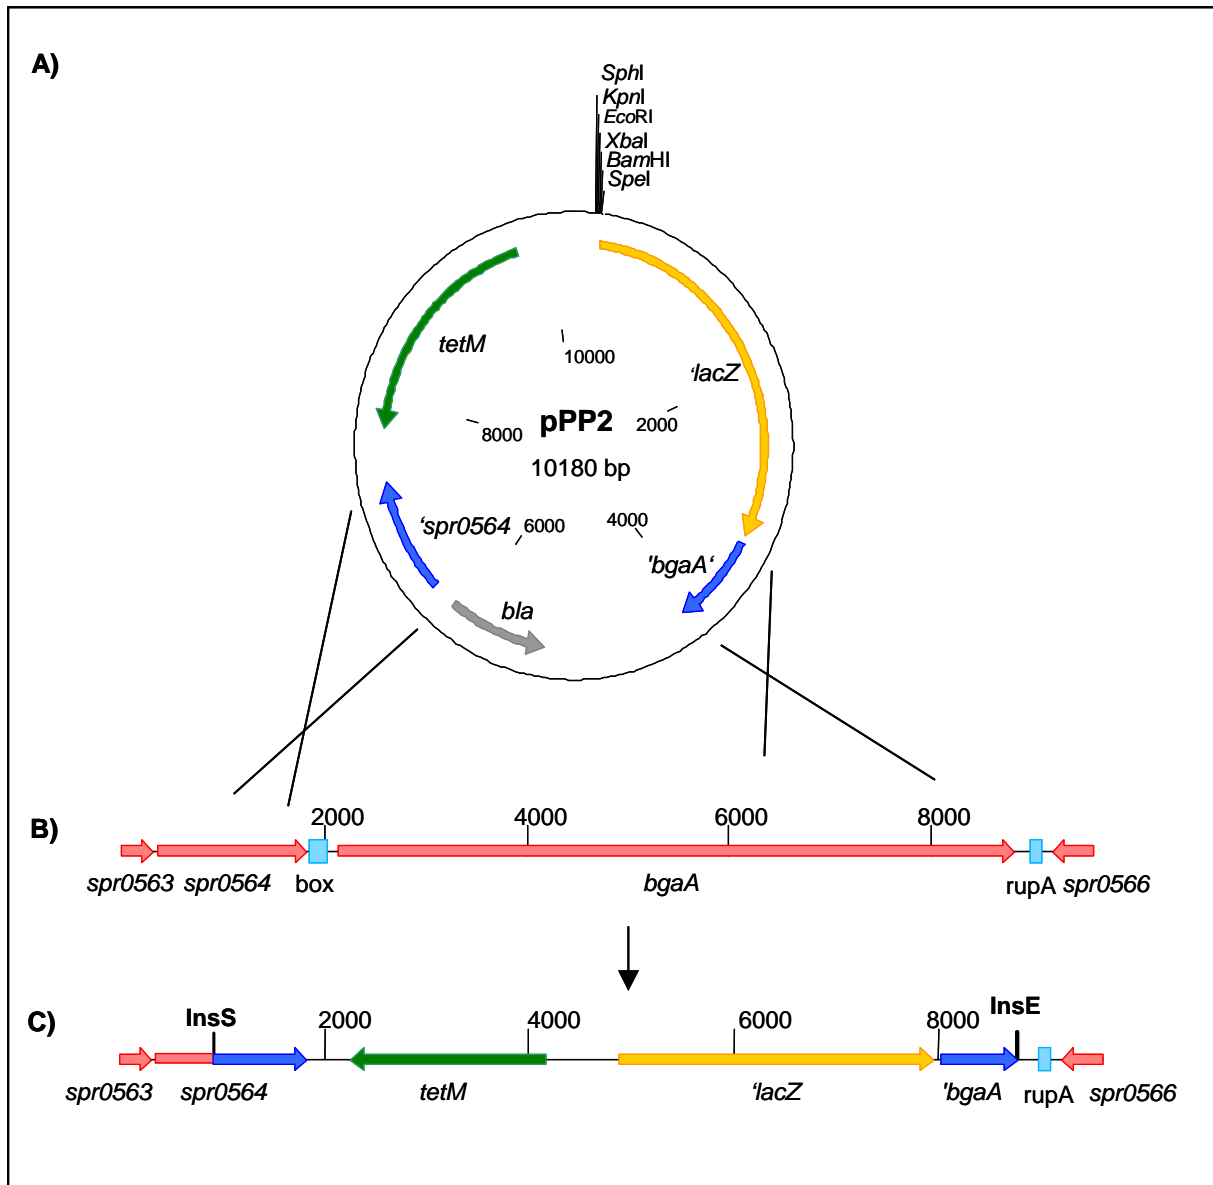 A)
SphI
KpnI
EcoRI
XbaI
BamHI
SpeI
tetM
10000
'lacZ
pPP2
2000
8000
10180 bp
'spr0564
6000
4000
'bgaA'
bla
B)
2000
4000
6000
8000
spr0563 spr0564 box bgaA rupA spr0566
C)
InsS
2000
4000
6000
8000
InsE
spr0563 spr0564 tetM 'lacZ 'bgaA rupA spr0566